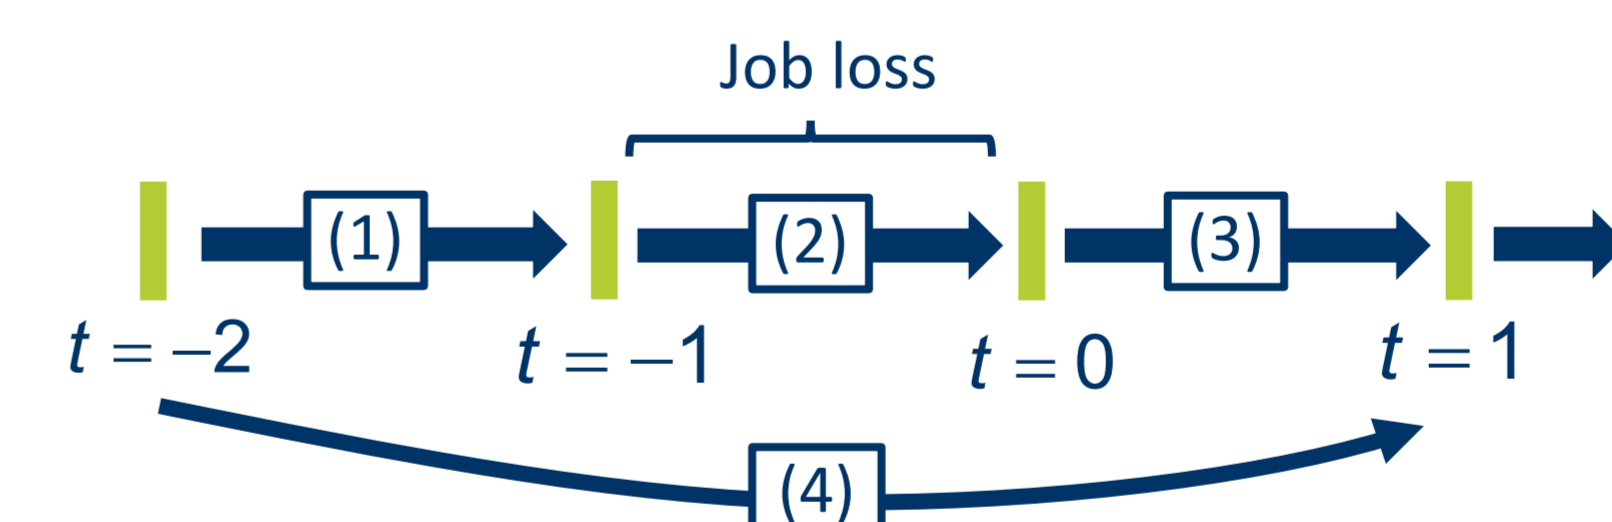 Job loss
(1) (2) (3)
t = –2 t = –1 t = 0 t = 1
(4)